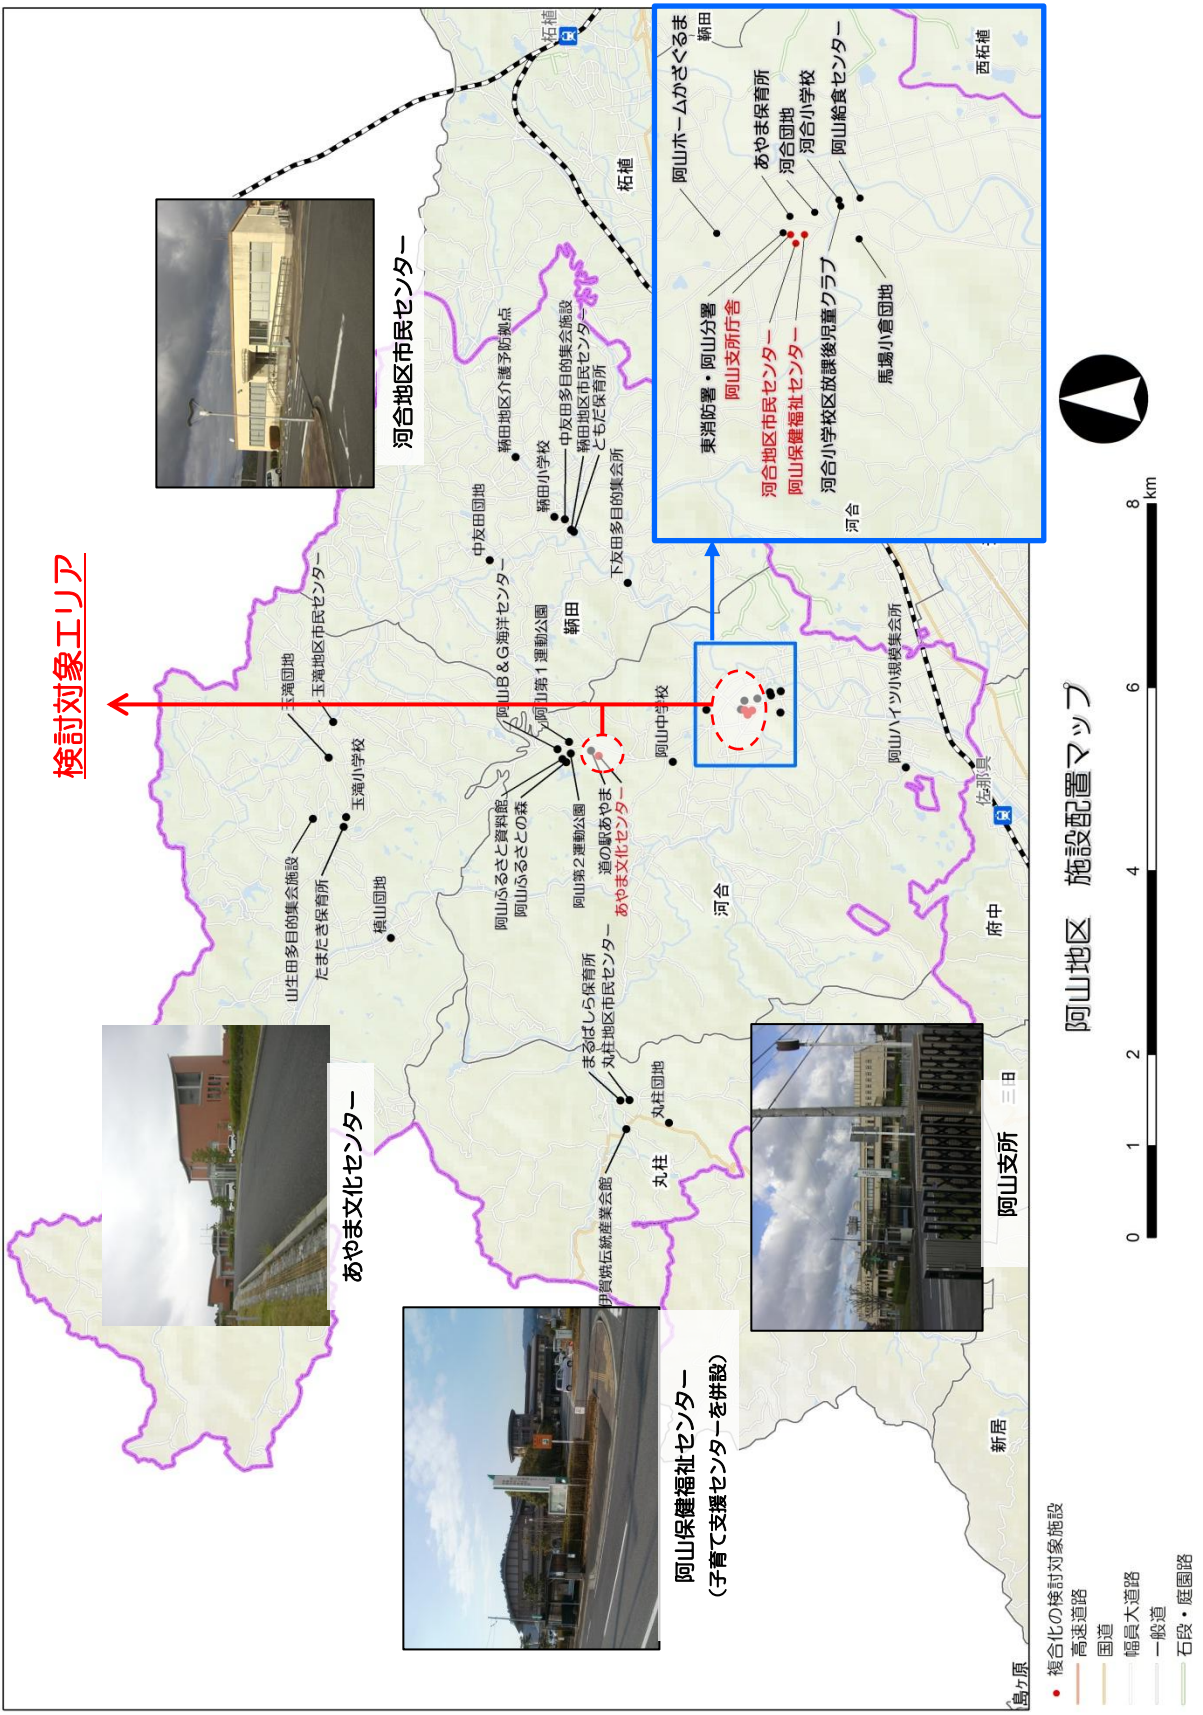 検討対象エリア
河合地区市民センター
あやま文化センター
阿山保健福祉センター
（子育て支援センターを併設）
阿山支所
玉滝団地
玉滝地区市民センター
玉滝小学校
山生田多目的集会施設
たまたき保育所
槙山団地
中友田団地
鞆田地区介護予防拠点
鞆田小学校
中友田多目的集会施設
鞆田地区市民センター
ともだ保育所
下友田多目的集会所
鞆田
阿山B＆G海洋センター
阿山第１運動公園
阿山ふるさと資料館
阿山ふるさとの森
阿山第２運動公園
道の駅あやま
あやま文化センター
阿山中学校
まるばしら保育所
丸柱地区市民センター
丸柱団地
伊賀焼伝統産業会館
丸柱
河合
阿山ハイツ小規模集会所
佐那具
府中
三田
新居
島ヶ原
柘植
柘植
鞆田
阿山ホームかざぐるま
あやま保育所
河合団地
河合小学校
阿山給食センター
西柘植
東消防署・阿山分署
阿山支所庁舎
河合地区市民センター
阿山保健福祉センター
河合小学校区放課後児童クラブ
馬場小倉団地
河合
阿山地区　施設配置マップ
0 1 2 4 6 8
km
複合化の検討対象施設
高速道路
国道
幅員大道路
一般道
石段・庭園路